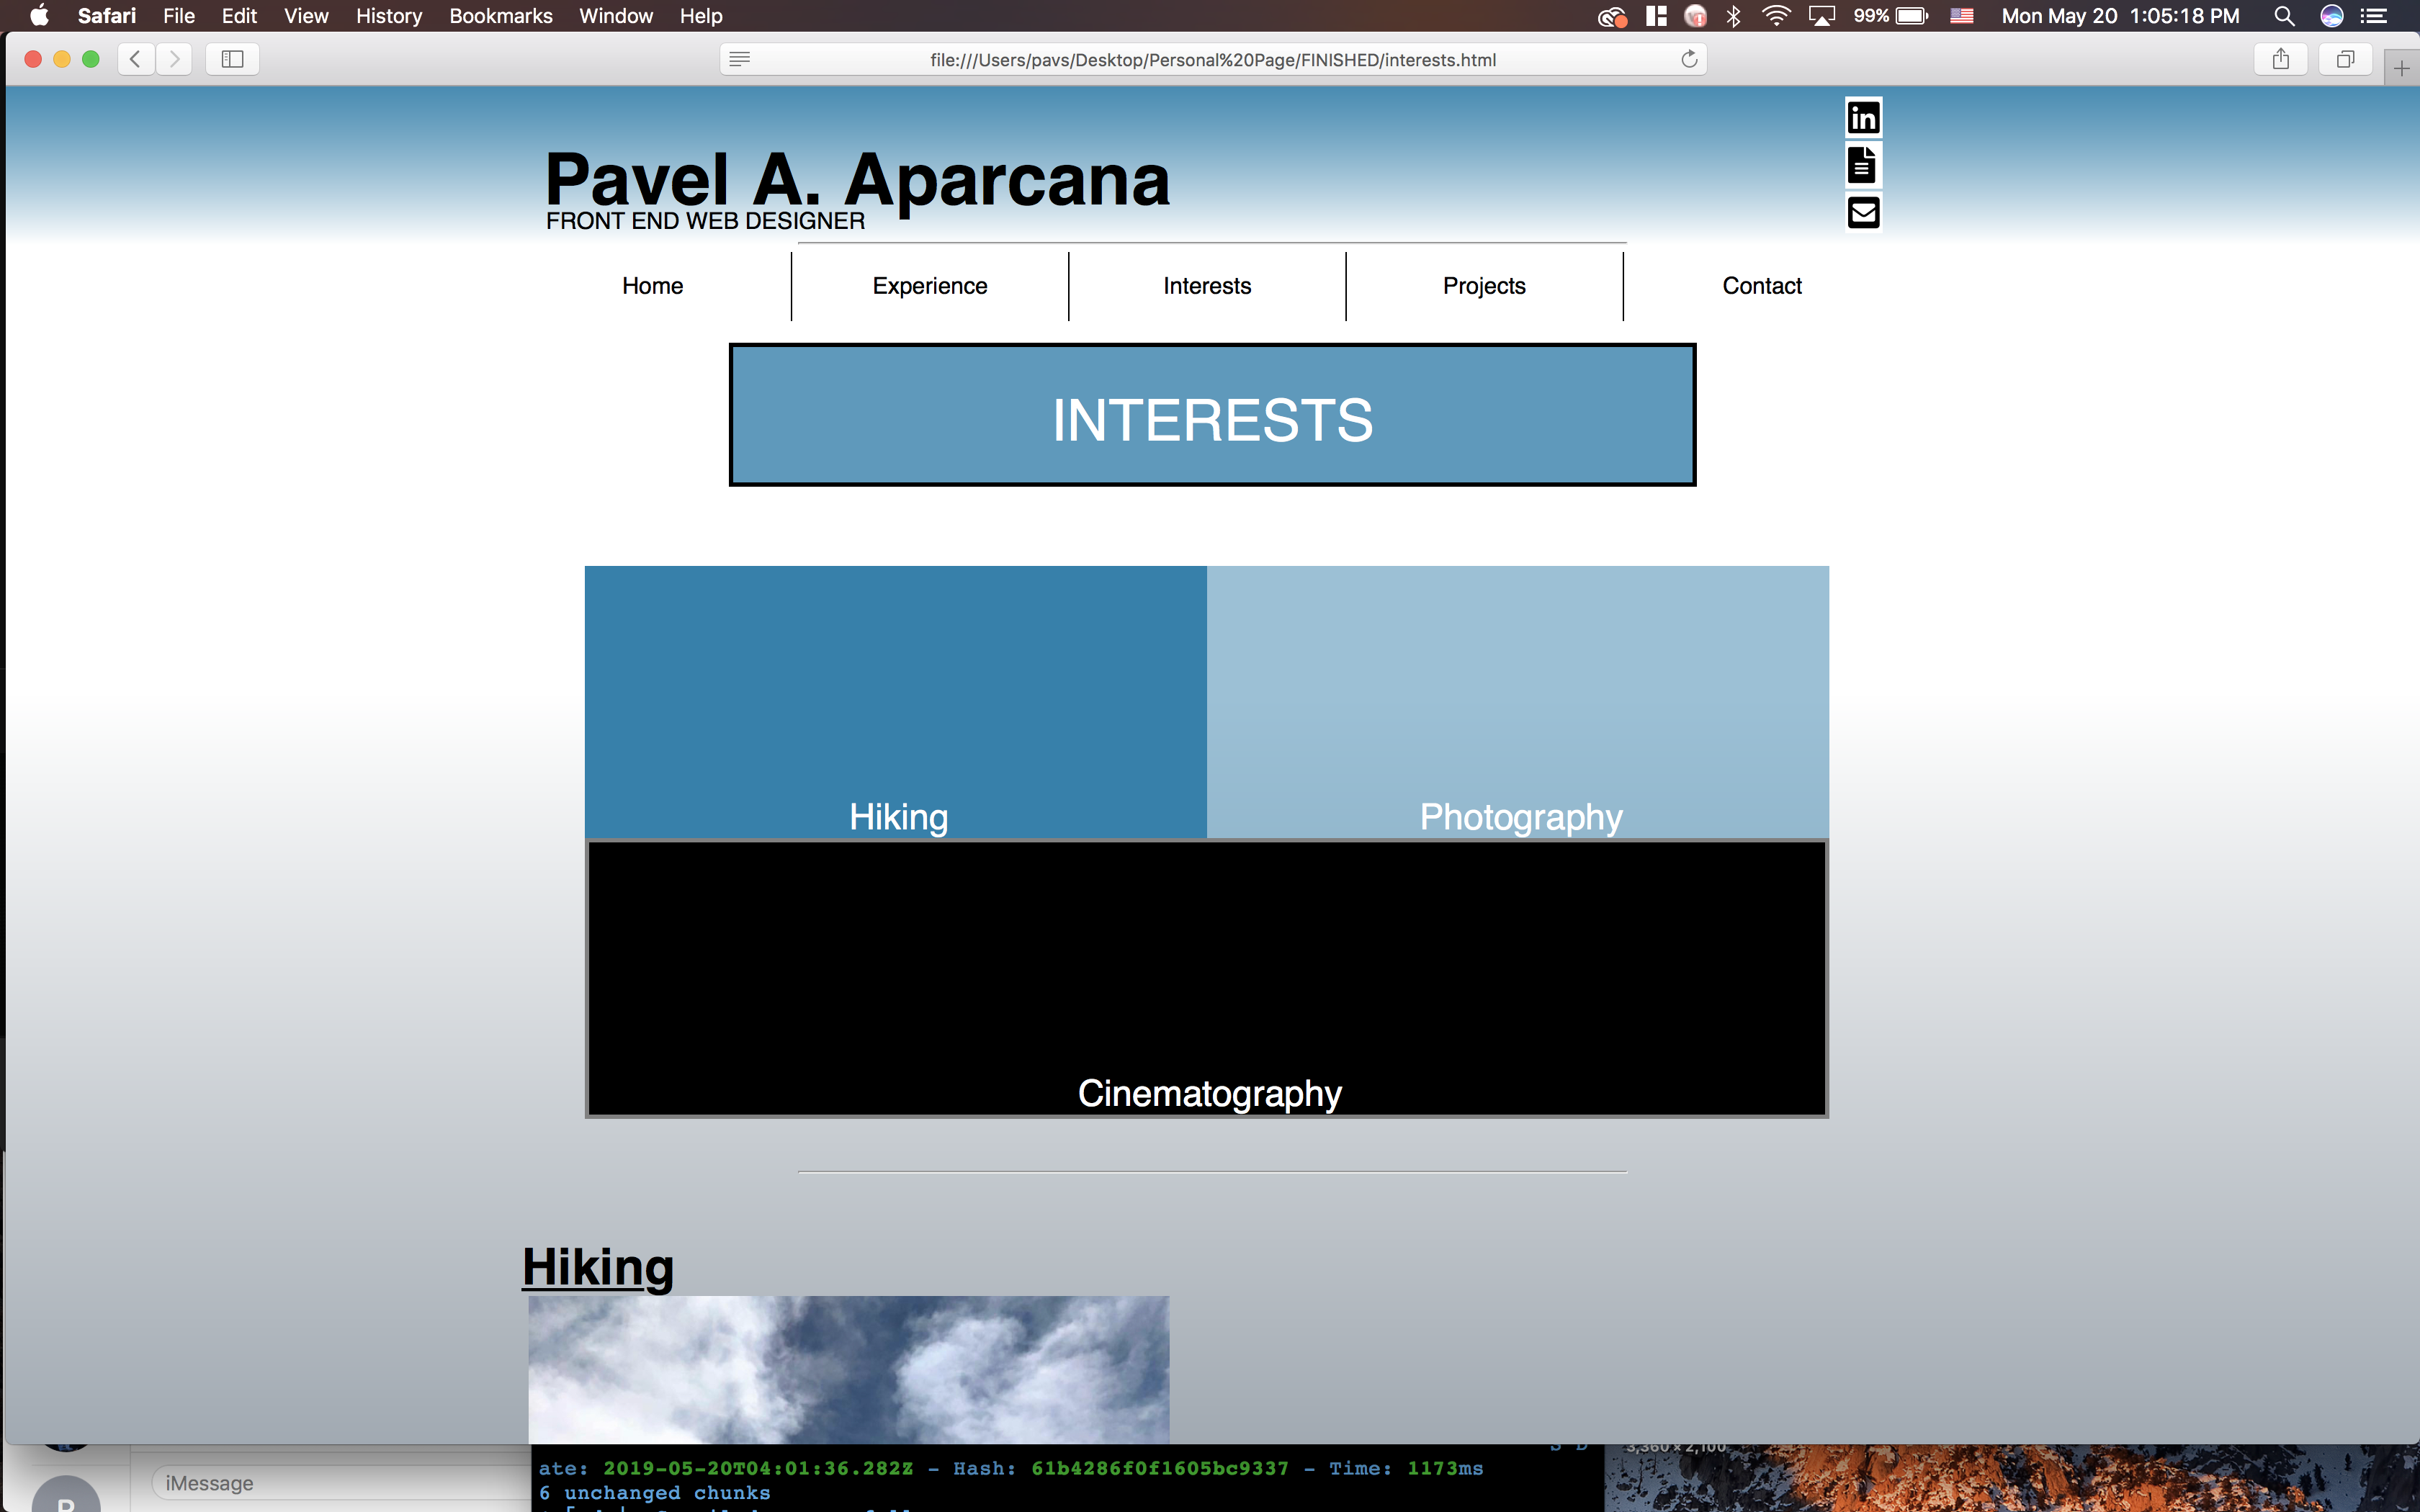 Safari File Edit View History Bookmarks Window Help 99% Mon May 20 1:05:18 PM
file:///Users/pavs/Desktop/Personal%20Page/FINISHED/interests.html
in
Pavel A. Aparcana
FRONT END WEB DESIGNER
Home Experience Interests Projects Contact
INTERESTS
Hiking Photography
Cinematography
Hiking
3,360 × 2,100
ate: 2019-05-20T04:01:36.282Z - Hash: 61b4286f0f1605bc9337 - Time: 1173ms
iMessage
6 unchanged chunks